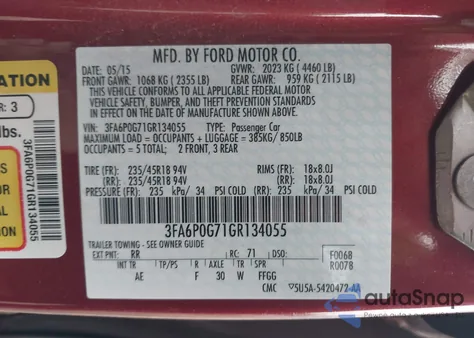 MFD. BY FORD MOTOR CO.
DATE: 05/15 GVWR: 2023 KG ( 4460 LB)
FRONT GAWR: 1068 KG ( 2355 LB) REAR GAWR: 959 KG ( 2115 LB)
THIS VEHICLE CONFORMS TO ALL APPLICABLE FEDERAL MOTOR
VEHICLE SAFETY, BUMPER, AND THEFT PREVENTION STANDARDS IN
EFFECT ON THE DATE OF MANUFACTURE SHOWN ABOVE.
VIN: 3FA6P0G71GR134055 TYPE: Passenger Car
MAXIMUM LOAD = OCCUPANTS + LUGGAGE = 385KG/ 850LB
OCCUPANTS = 5 TOTAL; 2 FRONT, 3 REAR
TIRE (FR): 235/45R18 94V RIMS (FR): 18x8.0J
TIRE (RR): 235/45R18 94V RIMS (RR): 18x8.0J
PRESSURE (FR): 235 kPa/ 34 PSI COLD (RR): 235 kPa/ 34 PSI COLD
3FA6P0G71GR134055
TRAILER TOWING - SEE OWNER GUIDE
EXT PNT: RR RC: 71 DSO: F0068
R0078
INT TR TP/PS R AXLE TR SPR
AE F 30 W FFGG
CMC 5U5A-5420472-AA
ATION
R: 3
lbs.
3FA6P0G71GR134055
autoSnap